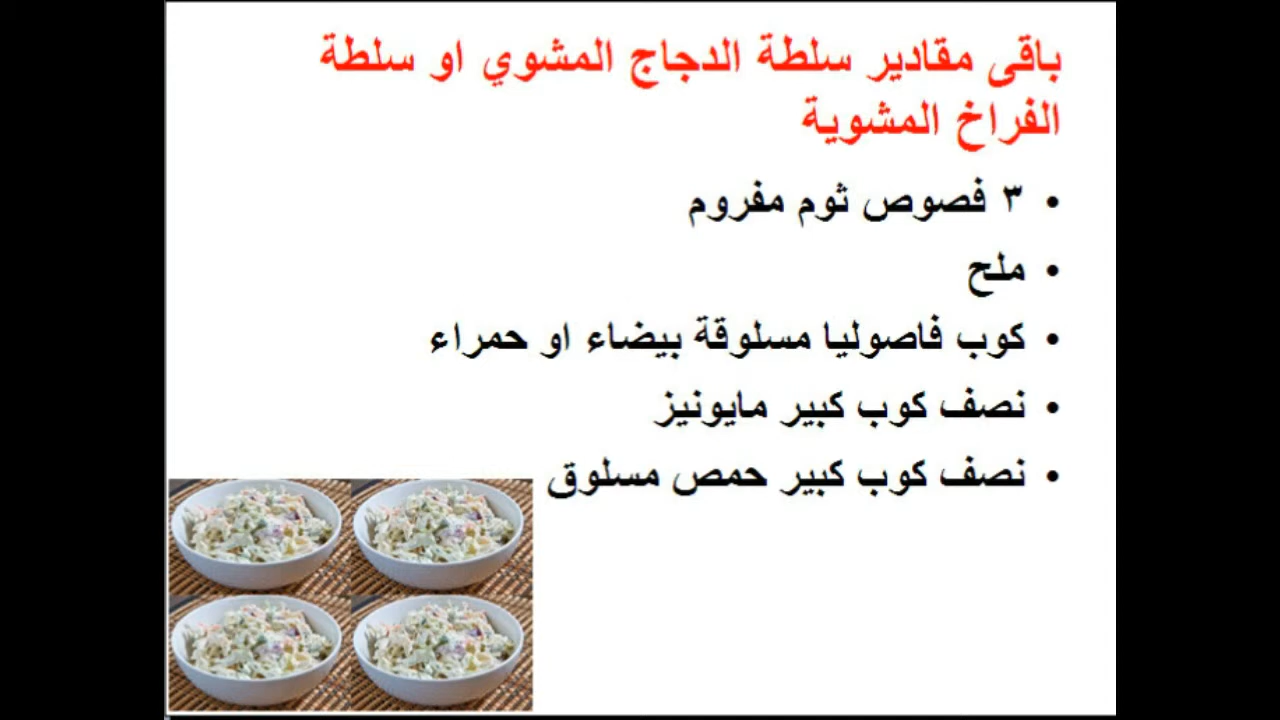 باقى مقادير سلطة الدجاج المشوي او سلطة
الفراخ المشوية
• ٣ فصوص ثوم مفروم
• ملح
• كوب فاصوليا مسلوقة بيضاء او حمراء
• نصف كوب كبير مايونيز
• نصف كوب كبير حمص مسلوق